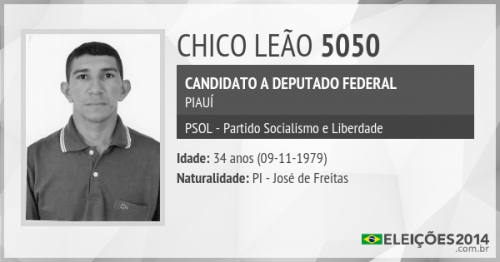 CHICO LEÃO 5050
CANDIDATO A DEPUTADO FEDERAL
PIAUÍ
PSOL - Partido Socialismo e Liberdade
Idade: 34 anos (09-11-1979)
Naturalidade: PI - José de Freitas
ELEIÇÕES2014
.com.br